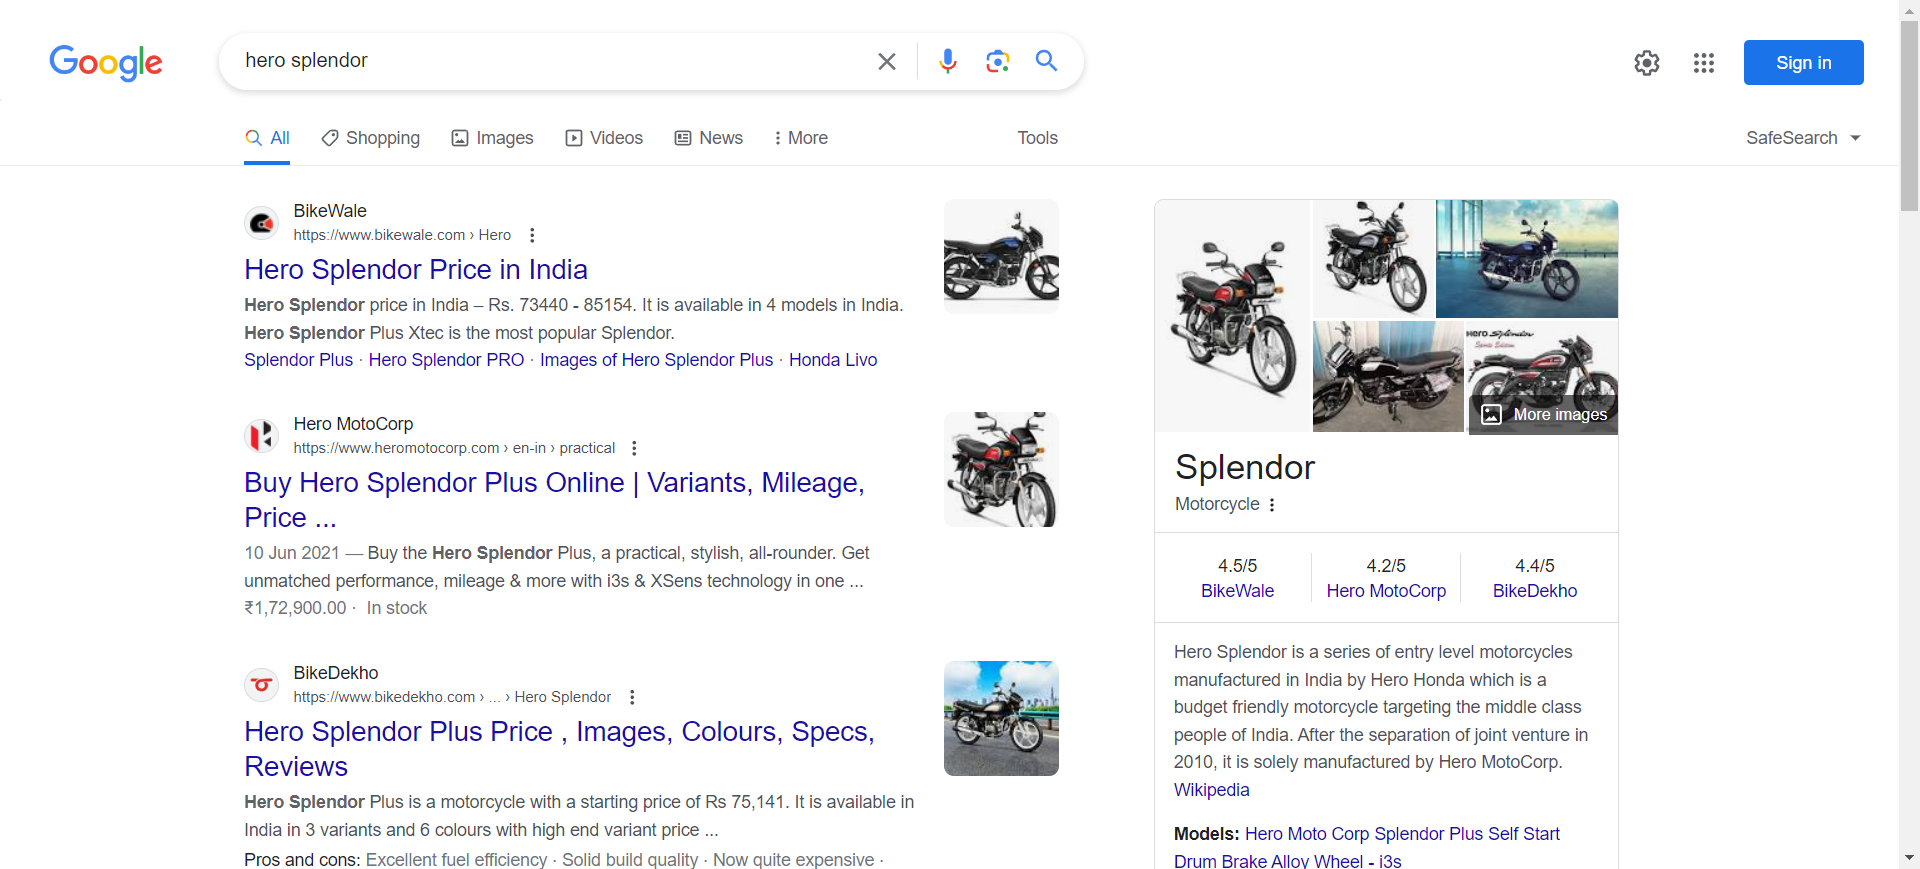 Google
hero splendor
Sign in
All
Shopping
Images
Videos
News
More
Tools
SafeSearch
BikeWale
https://www.bikewale.com › Hero
Hero Splendor Price in India
Hero Splendor price in India – Rs. 73440 - 85154. It is available in 4 models in India.
Hero Splendor Plus Xtec is the most popular Splendor.
Splendor Plus · Hero Splendor PRO · Images of Hero Splendor Plus · Honda Livo
Hero MotoCorp
https://www.heromotocorp.com › en-in › practical
Buy Hero Splendor Plus Online | Variants, Mileage,
Price ...
10 Jun 2021 — Buy the Hero Splendor Plus, a practical, stylish, all-rounder. Get
unmatched performance, mileage & more with i3s & XSens technology in one ...
₹1,72,900.00 · In stock
BikeDekho
https://www.bikedekho.com › ... › Hero Splendor
Hero Splendor Plus Price , Images, Colours, Specs,
Reviews
Hero Splendor Plus is a motorcycle with a starting price of Rs 75,141. It is available in
India in 3 variants and 6 colours with high end variant price ...
Pros and cons: Excellent fuel efficiency · Solid build quality · Now quite expensive ·
HERO Splendor
Sports Edition
More images
Splendor
Motorcycle
4.5/5
BikeWale
4.2/5
Hero MotoCorp
4.4/5
BikeDekho
Hero Splendor is a series of entry level motorcycles
manufactured in India by Hero Honda which is a
budget friendly motorcycle targeting the middle class
people of India. After the separation of joint venture in
2010, it is solely manufactured by Hero MotoCorp.
Wikipedia
Models: Hero Moto Corp Splendor Plus Self Start
Drum Brake Alloy Wheel - i3s